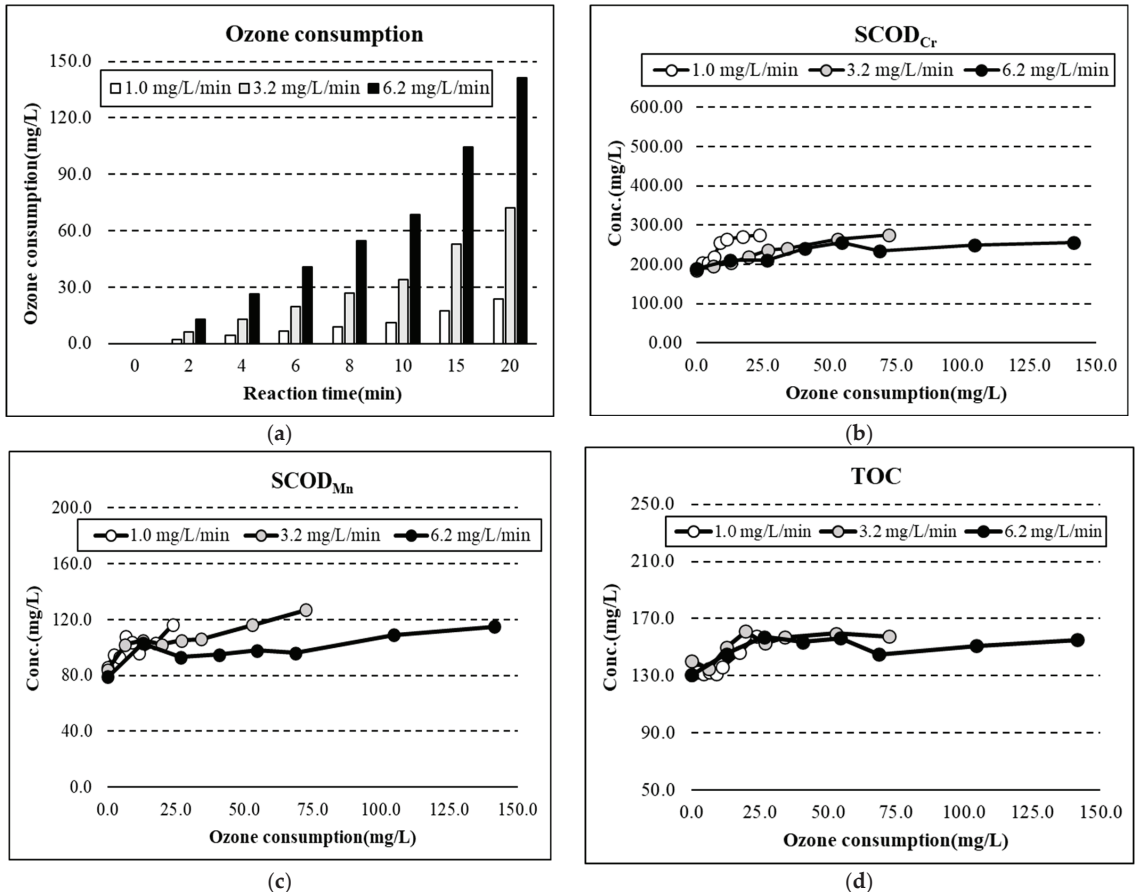 Ozone consumption
150.0
1.0 mg/L/min 3.2 mg/L/min 6.2 mg/L/min
120.0
90.0
60.0
30.0
0.0
Ozone consumption(mg/L)
0 2 4 6 8 10 15 20
Reaction time(min)
(a)
SCODCr
1.0 mg/L/min 3.2 mg/L/min 6.2 mg/L/min
600.00
500.00
400.00
300.00
200.00
100.00
0.00
Conc.(mg/L)
0.0 25.0 50.0 75.0 100.0 125.0 150.0
Ozone consumption(mg/L)
(b)
SCODMn
200.0
1.0 mg/L/min 3.2 mg/L/min 6.2 mg/L/min
160.0
120.0
80.0
40.0
0.0
Conc.(mg/L)
0.0 25.0 50.0 75.0 100.0 125.0 150.0
Ozone consumption(mg/L)
(c)
TOC
250.0
1.0 mg/L/min 3.2 mg/L/min 6.2 mg/L/min
210.0
170.0
130.0
90.0
50.0
Conc.(mg/L)
0.0 25.0 50.0 75.0 100.0 125.0 150.0
Ozone consumption(mg/L)
(d)